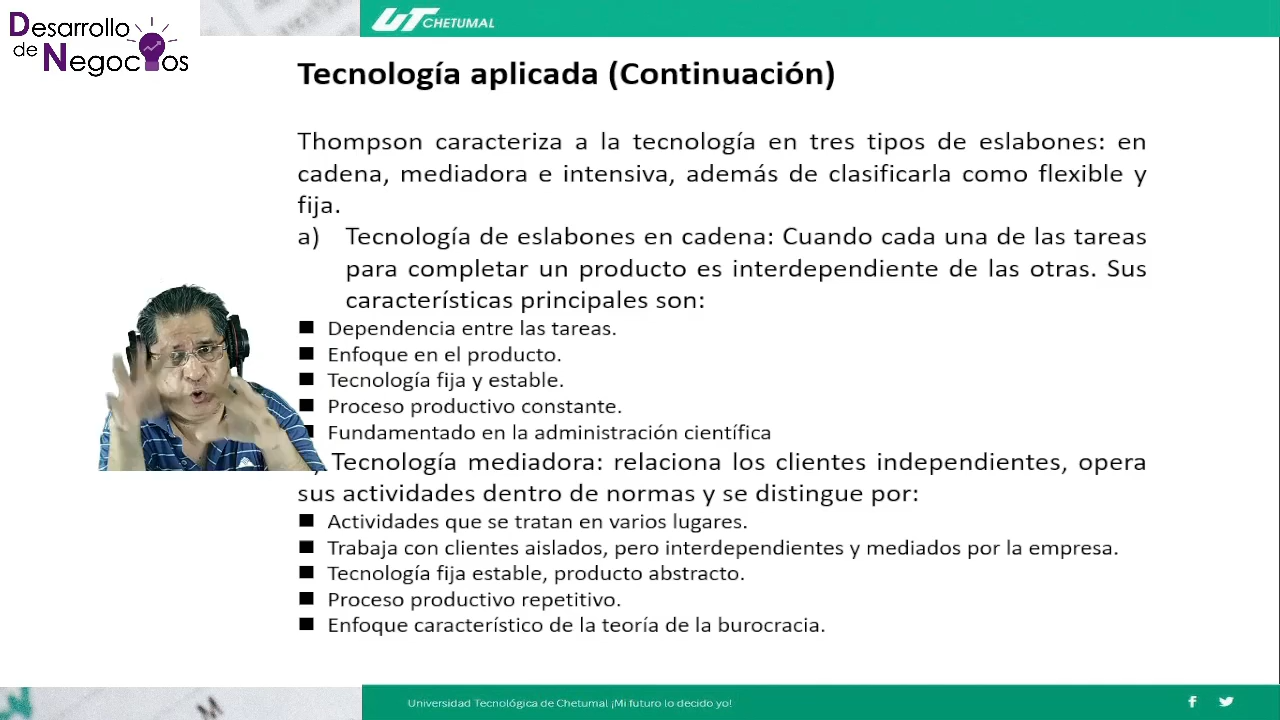 Desarrollo
de Negocios
UT CHETUMAL
Tecnología aplicada (Continuación)
Thompson caracteriza a la tecnología en tres tipos de eslabones: en
cadena, mediadora e intensiva, además de clasificarla como flexible y
fija.
a) Tecnología de eslabones en cadena: Cuando cada una de las tareas
para completar un producto es interdependiente de las otras. Sus
características principales son:
Dependencia entre las tareas.
Enfoque en el producto.
Tecnología fija y estable.
Proceso productivo constante.
Fundamentado en la administración científica
Tecnología mediadora: relaciona los clientes independientes, opera
sus actividades dentro de normas y se distingue por:
Actividades que se tratan en varios lugares.
Trabaja con clientes aislados, pero interdependientes y mediados por la empresa.
Tecnología fija estable, producto abstracto.
Proceso productivo repetitivo.
Enfoque característico de la teoría de la burocracia.
Universidad Tecnológica de Chetumal ¡Mi futuro lo decido yo!